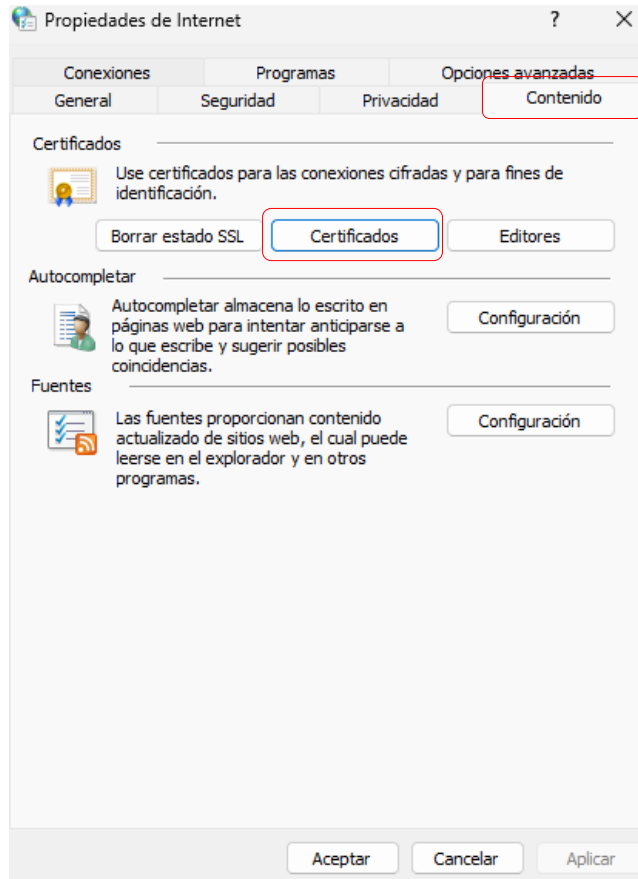 Propiedades de Internet
?
Conexiones
Programas
Opciones avanzadas
General
Seguridad
Privacidad
Contenido
Certificados
Use certificados para las conexiones cifradas y para fines de
identificación.
Borrar estado SSL
Certificados
Editores
Autocompletar
Autocompletar almacena lo escrito en
páginas web para intentar anticiparse a
lo que escribe y sugerir posibles
coincidencias.
Configuración
Fuentes
Las fuentes proporcionan contenido
actualizado de sitios web, el cual puede
leerse en el explorador y en otros
programas.
Configuración
Aceptar
Cancelar
Aplicar